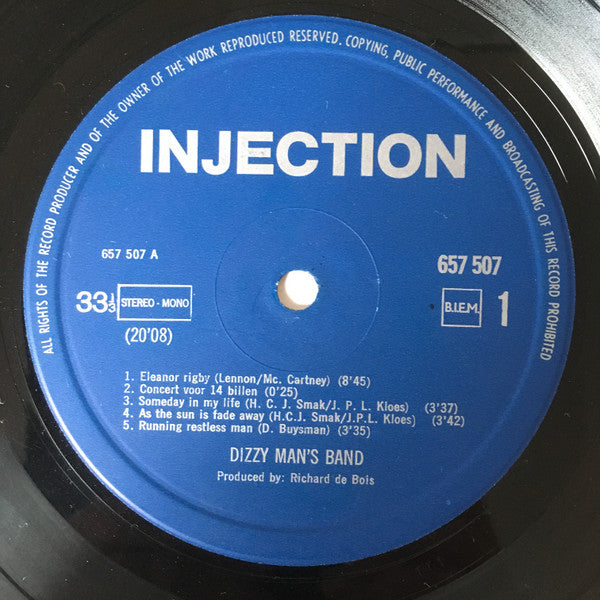 ALL RIGHTS OF THE RECORD PRODUCER AND OF THE OWNER OF THE WORK REPRODUCED RESERVED. COPYING, PUBLIC PERFORMANCE AND BROADCASTING OF THIS RECORD PROHIBITED
INJECTION
657 507 A
657 507
33⅓ STEREO - MONO
B.I.E.M. 1
(20'08)
1. Eleanor rigby (Lennon/Mc. Cartney) (8'45)
2. Concert voor 14 billen (0'25)
3. Someday in my life (H. C. J. Smak/J. P. L. Kloes) (3'37)
4. As the sun is fade away (H.C.J. Smak/J.P.L. Kloes) (3'42)
5. Running restless man (D. Buysman) (3'35)
DIZZY MAN'S BAND
Produced by: Richard de Bois